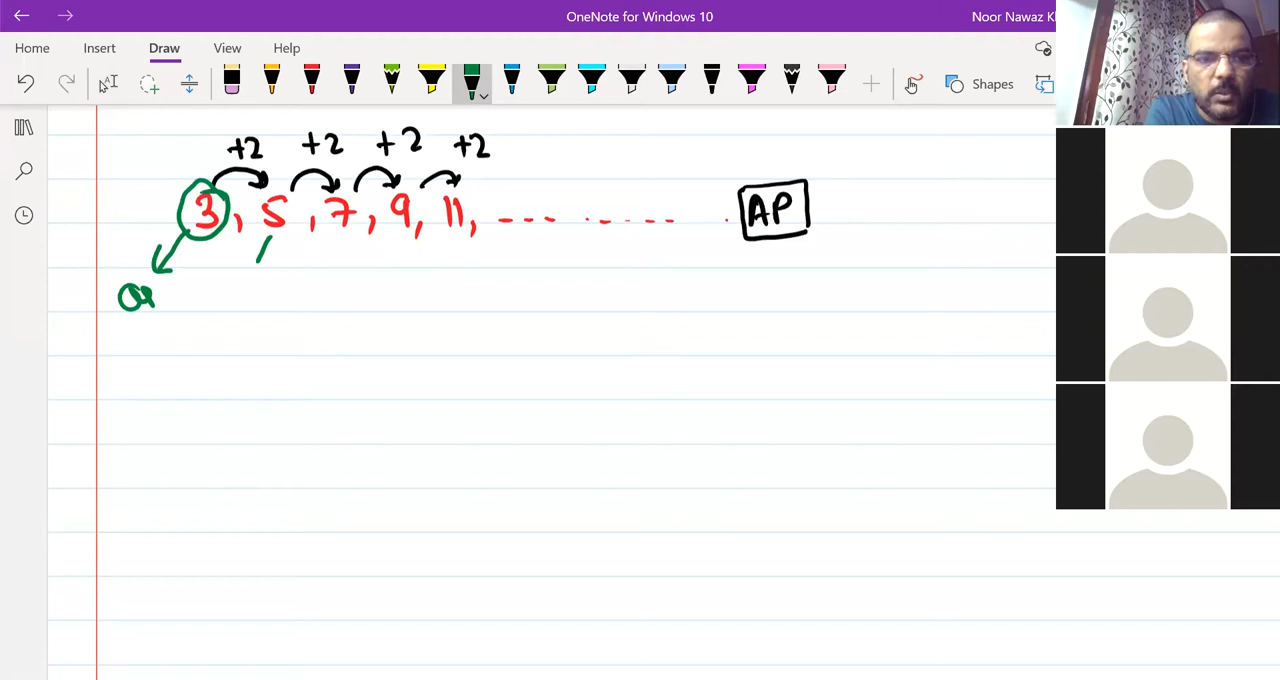 OneNote for Windows 10
Noor Nawaz Kh
Home Insert Draw View Help
Shapes
+2 +2 +2 +2
3, 5, 7, 9, 11, --- . -. --- . AP